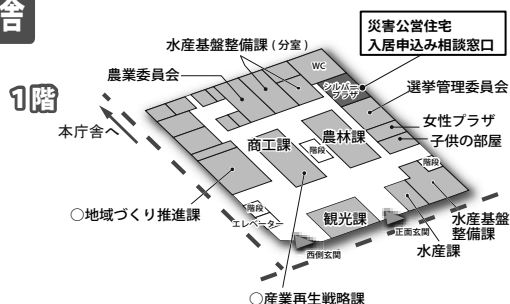 舎
1階
災害公営住宅
入居申込み相談窓口
水産基盤整備課(分室)
農業委員会
WC
シルバー
プラザ
選挙管理委員会
女性プラザ
子供の部屋
本庁舎へ
商工課
農林課
階段
階段
○地域づくり推進課
階段
エレベーター
観光課
正面玄関
西側玄関
水産基盤
整備課
水産課
○産業再生戦略課